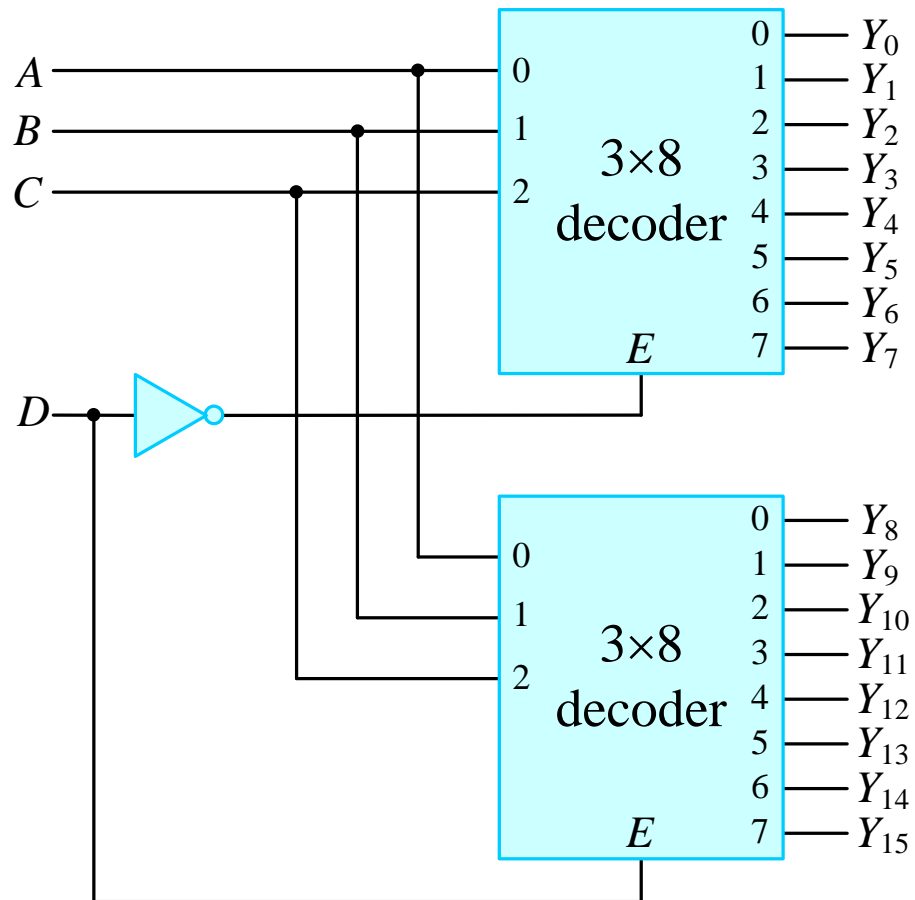 A
B
C
D
0
1
2
3×8
decoder
E
0
1
2
3
4
5
6
7
Y₀
Y₁
Y₂
Y₃
Y₄
Y₅
Y₆
Y₇
0
1
2
3×8
decoder
E
0
1
2
3
4
5
6
7
Y₈
Y₉
Y₁₀
Y₁₁
Y₁₂
Y₁₃
Y₁₄
Y₁₅